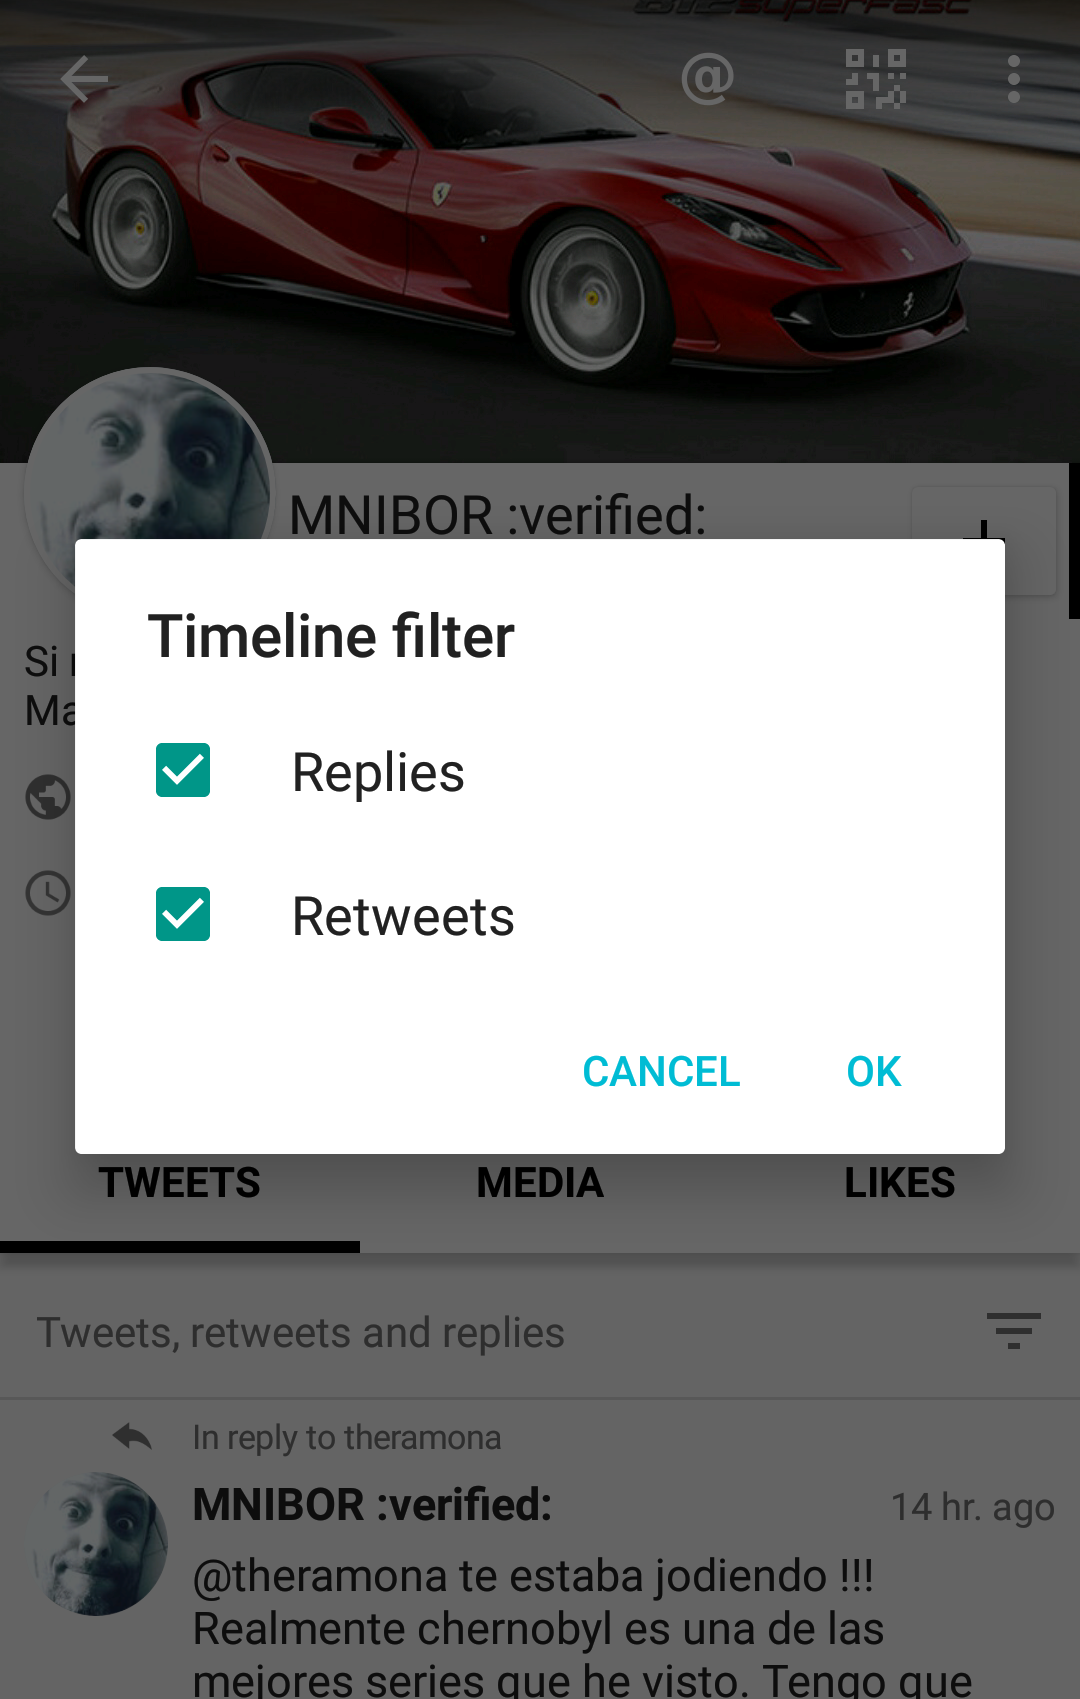 812 superfast
@
MNIBOR :verified:
Si
Ma
Timeline filter
Replies
Retweets
CANCEL OK
TWEETS MEDIA LIKES
Tweets, retweets and replies
In reply to theramona
MNIBOR :verified: 14 hr. ago
@theramona te estaba jodiendo !!!
Realmente chernobyl es una de las
mejores series que he visto. Tengo que